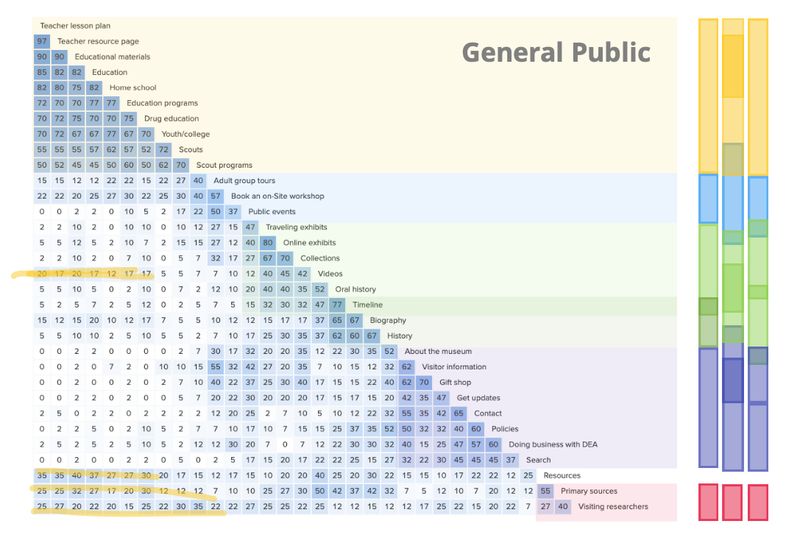 Teacher lesson plan
97 Teacher resource page
General Public
90 90 Educational materials
85 82 82 Education
82 80 75 82 Home school
72 70 70 77 77 Education programs
70 72 75 70 70 75 Drug education
70 72 67 67 77 67 70 Youth/college
55 55 55 57 62 57 52 72 Scouts
50 52 45 45 50 60 50 62 70 Scout programs
15 15 12 12 22 22 15 22 27 40 Adult group tours
22 22 20 25 27 30 22 25 30 40 57 Book an on-Site workshop
0 0 2 2 0 10 5 2 17 22 50 37 Public events
2 2 10 2 0 10 10 0 10 12 27 15 47 Traveling exhibits
5 5 12 5 2 10 7 2 15 15 27 12 40 80 Online exhibits
2 2 10 2 0 7 10 0 5 7 32 17 27 67 70 Collections
20 17 20 17 12 17 17 5 5 7 7 10 12 40 45 42 Videos
5 5 10 5 2 10 5 0 7 2 12 10 20 40 40 35 52 Oral history
5 2 5 7 2 5 12 0 2 5 7 5 15 32 30 32 47 77 Timeline
15 12 15 20 10 12 17 7 5 5 10 12 12 15 17 17 37 65 67 Biography
5 5 10 10 2 5 10 5 2 2 7 10 17 25 30 35 37 62 60 67 History
0 0 2 2 0 0 0 0 2 7 30 17 32 20 20 35 12 22 30 35 52 About the museum
0 0 2 0 7 2 0 10 10 15 55 32 42 27 20 35 7 10 15 12 32 62 Visitor information
0 0 2 0 0 2 0 2 7 10 40 22 37 25 30 40 17 15 15 22 40 62 70 Gift shop
0 0 2 0 0 0 0 0 5 7 20 22 30 20 20 20 17 15 17 15 20 42 35 47 Get updates
2 5 0 2 2 0 2 2 2 2 12 20 25 2 7 10 5 10 12 22 32 55 35 42 65 Contact
0 2 2 5 0 2 10 5 2 2 7 17 10 7 15 15 25 37 35 52 50 32 32 40 60 Policies
2 5 2 5 2 5 10 5 2 12 12 30 20 7 0 7 12 22 30 30 32 40 15 25 47 57 60 Doing business with DEA
0 0 2 5 0 2 2 0 5 0 2 5 17 15 20 17 22 22 25 15 27 32 22 30 45 45 45 37 Search
35 35 40 37 27 27 30 20 17 15 12 17 15 10 20 20 40 25 20 30 22 15 15 10 17 22 22 12 25 Resources
25 25 32 27 17 20 30 12 12 12 7 10 10 25 27 30 50 42 37 42 32 7 5 12 10 7 20 12 12 55 Primary sources
25 27 20 22 20 15 25 22 30 35 22 22 27 25 25 20 25 12 12 15 12 12 17 25 15 20 22 7 27 40 Visiting researchers